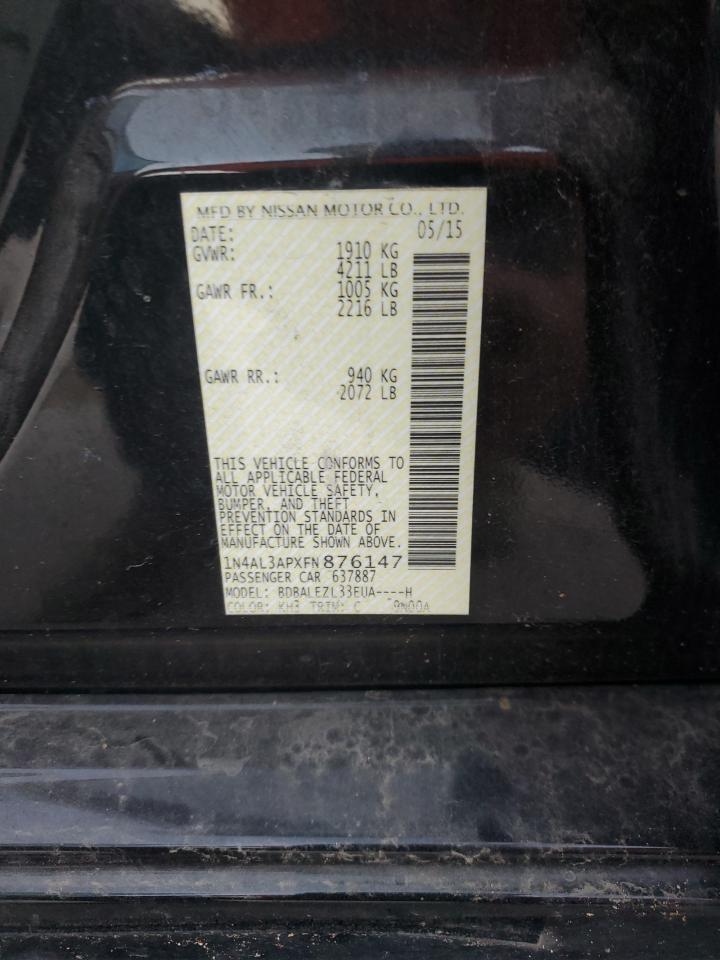 MFD BY NISSAN MOTOR CO., LTD.
DATE: 05/15
GVWR: 1910 KG
4211 LB
GAWR FR.: 1005 KG
2216 LB
GAWR RR.: 940 KG
2072 LB
THIS VEHICLE CONFORMS TO
ALL APPLICABLE FEDERAL
MOTOR VEHICLE SAFETY,
BUMPER, AND THEFT
PREVENTION STANDARDS IN
EFFECT ON THE DATE OF
MANUFACTURE SHOWN ABOVE.
1N4AL3APXFN876147
PASSENGER CAR 637887
MODEL: BDBALEZL33EUA----H
COLOR: KH3 TRIM: C